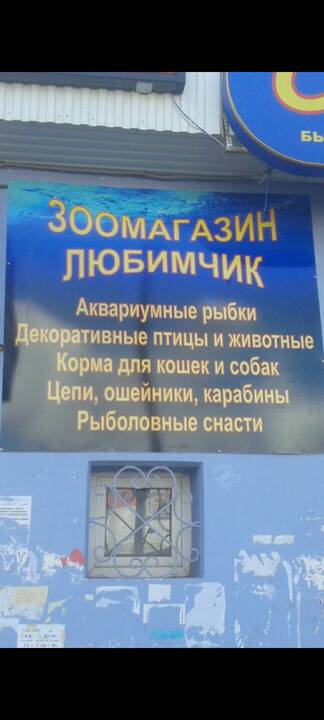 ЗООМАГАЗИН
ЛЮБИМЧИК
Аквариумные рыбки
Декоративные птицы и животные
Корма для кошек и собак
Цепи, ошейники, карабины
Рыболовные снасти